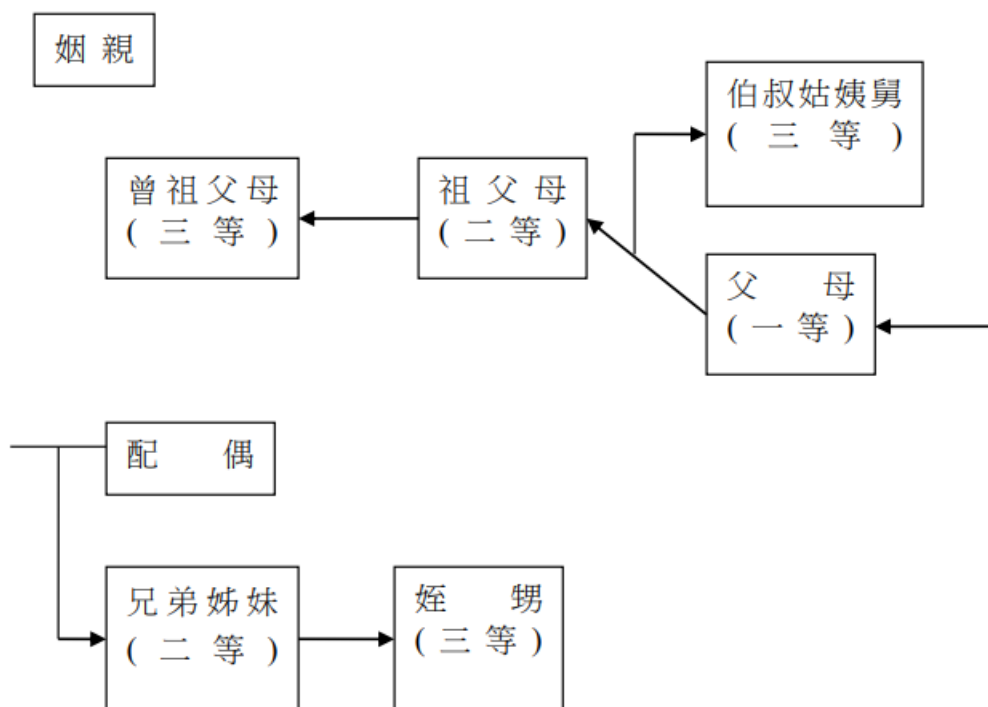 姻親
伯叔姑姨舅
(三等)
曾祖父母
(三等)
祖父母
(二等)
父母
(一等)
配偶
兄弟姊妹
(二等)
姪甥
(三等)